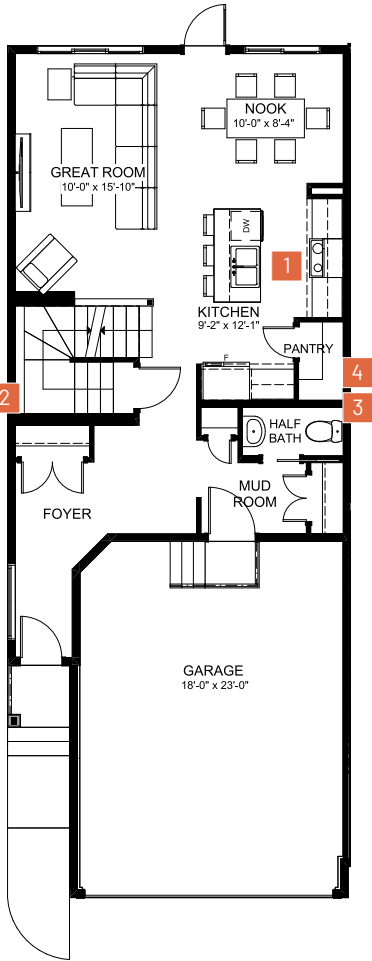 NOOK
10'-0" x 8'-4"
GREAT ROOM
10'-0" x 15'-10"
DW
1
KITCHEN
9'-2" x 12'-1"
PANTRY
F
4
2
3
HALF
BATH
MUD
ROOM
FOYER
GARAGE
18'-0" x 23'-0"